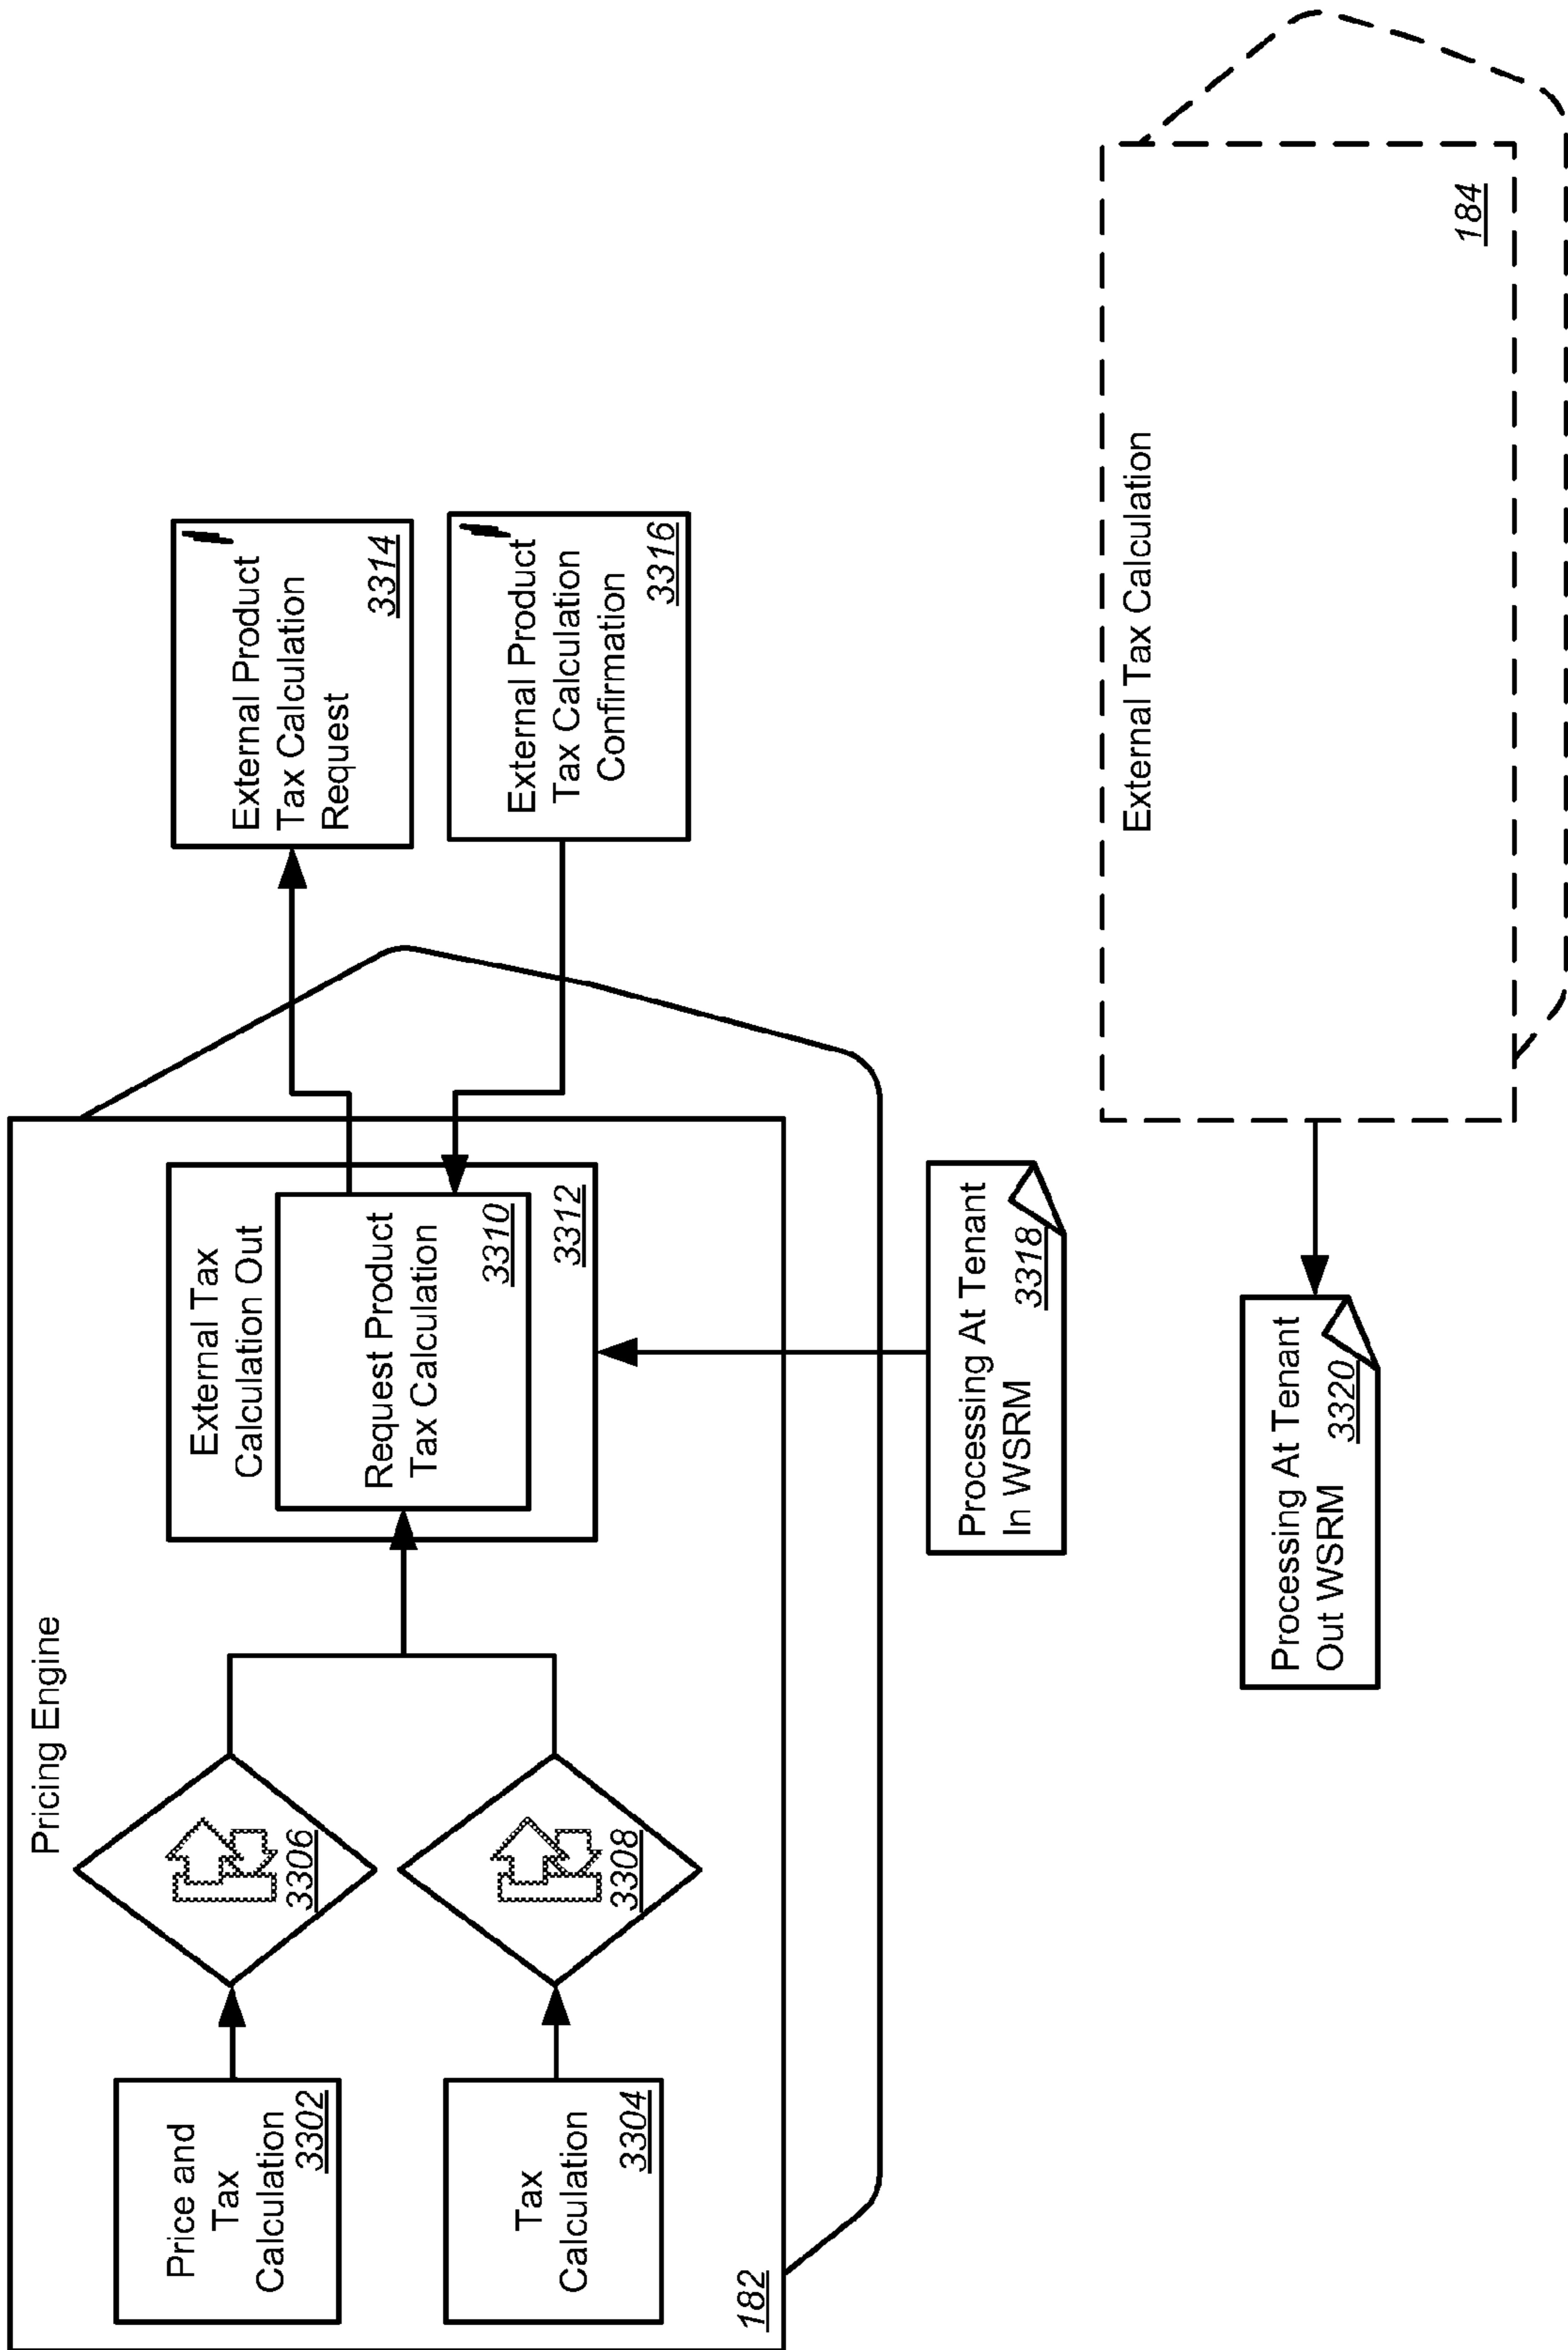 Pricing Engine
Price and
Tax
Calculation
3302
3306
External Tax
Calculation Out
Request Product
Tax Calculation
3310
3312
External Product
Tax Calculation
Request
3314
Tax
Calculation
3304
3308
External Product
Tax Calculation
Confirmation
3316
182
Processing At Tenant
In WSRM
3318
External Tax Calculation
184
Processing At Tenant
Out WSRM
3320